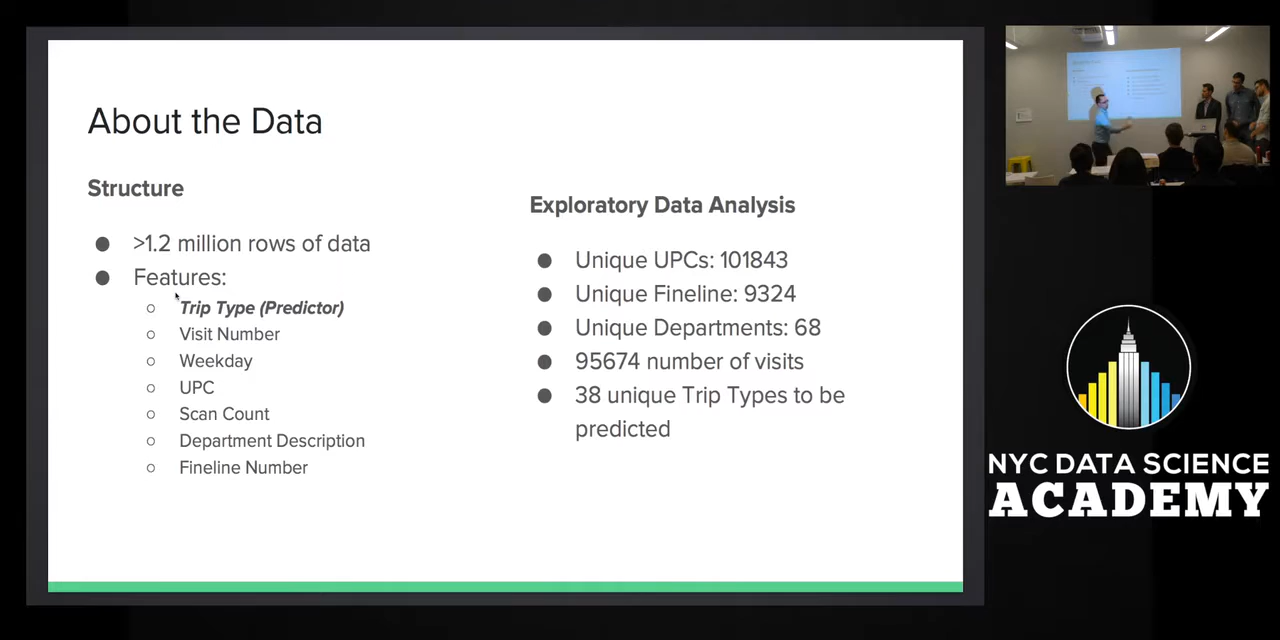 About the Data
Structure
>1.2 million rows of data
Features:
Trip Type (Predictor)
Visit Number
Weekday
UPC
Scan Count
Department Description
Fineline Number
Exploratory Data Analysis
Unique UPCs: 101843
Unique Fineline: 9324
Unique Departments: 68
95674 number of visits
38 unique Trip Types to be
predicted
NYC DATA SCIENCE
ACADEMY